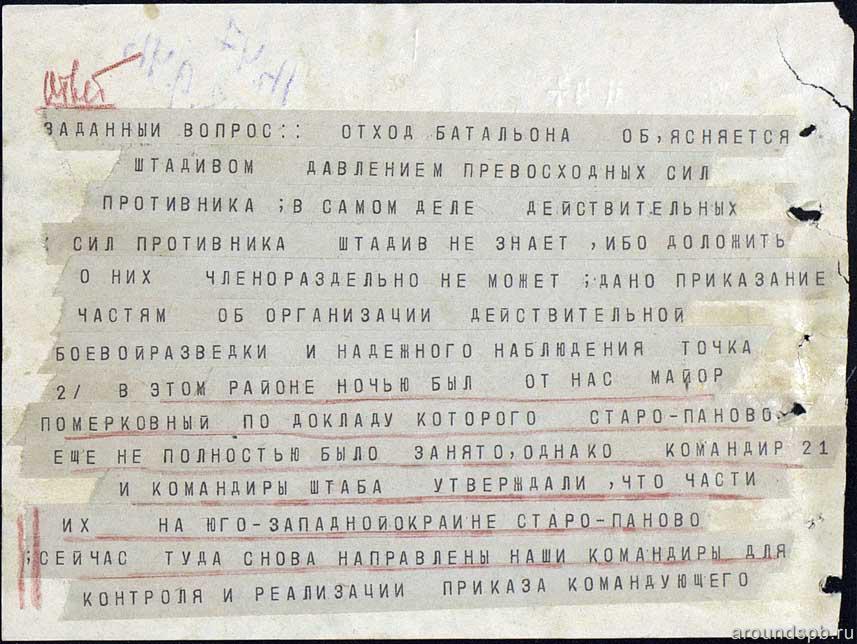 Ответ
ЗАДАННЫЙ ВОПРОС:: ОТХОД БАТАЛЬОНА ОБ,ЯСНЯЕТСЯ
ШТАДИВОМ ДАВЛЕНИЕМ ПРЕВОСХОДНЫХ СИЛ
ПРОТИВНИКА ;В САМОМ ДЕЛЕ ДЕЙСТВИТЕЛЬНЫХ
СИЛ ПРОТИВНИКА ШТАДИВ НЕ ЗНАЕТ ,ИБО ДОЛОЖИТЬ
О НИХ ЧЛЕНОРАЗДЕЛЬНО НЕ МОЖЕТ ;ДАНО ПРИКАЗАНИЕ
ЧАСТЯМ ОБ ОРГАНИЗАЦИИ ДЕЙСТВИТЕЛЬНОЙ
БОЕВОЙРАЗВЕДКИ И НАДЕЖНОГО НАБЛЮДЕНИЯ ТОЧКА
2/ В ЭТОМ РАЙОНЕ НОЧЬЮ БЫЛ ОТ НАС МАЙОР
ПОМЕРКОВНЫЙ ПО ДОКЛАДУ КОТОРОГО СТАРО-ПАНОВО
ЕЩЕ НЕ ПОЛНОСТЬЮ БЫЛО ЗАНЯТО,ОДНАКО КОМАНДИР 21
И КОМАНДИРЫ ШТАБА УТВЕРЖДАЛИ ,ЧТО ЧАСТИ
ИХ НА ЮГО-ЗАПАДНОЙОКРАИНЕ СТАРО-ПАНОВО
;СЕЙЧАС ТУДА СНОВА НАПРАВЛЕНЫ НАШИ КОМАНДИРЫ ДЛЯ
КОНТРОЛЯ И РЕАЛИЗАЦИИ ПРИКАЗА КОМАНДУЮЩЕГО
aroundspb.ru